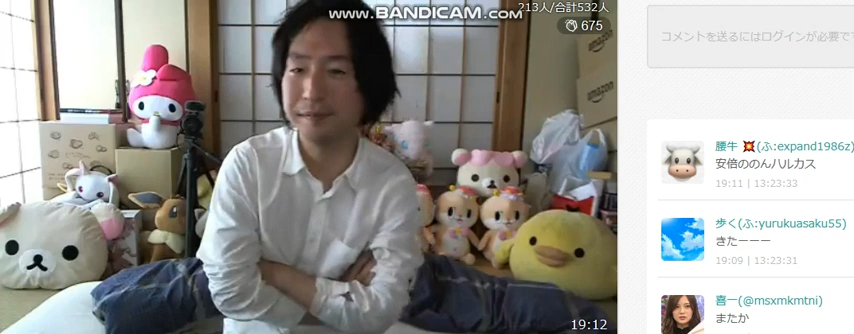 www.BANDICAM.com
213人/合計532人
675
amazon
amazon
19:12
コメントを送るにはログインが必要で
腰牛 💥(ふ:expand1986z)
安倍ののんハルカス
19:11 | 13:23:33
歩く(ふ:yurukuasaku55)
きたーーー
19:09 | 13:23:31
喜一(@msxmkmtni)
またか